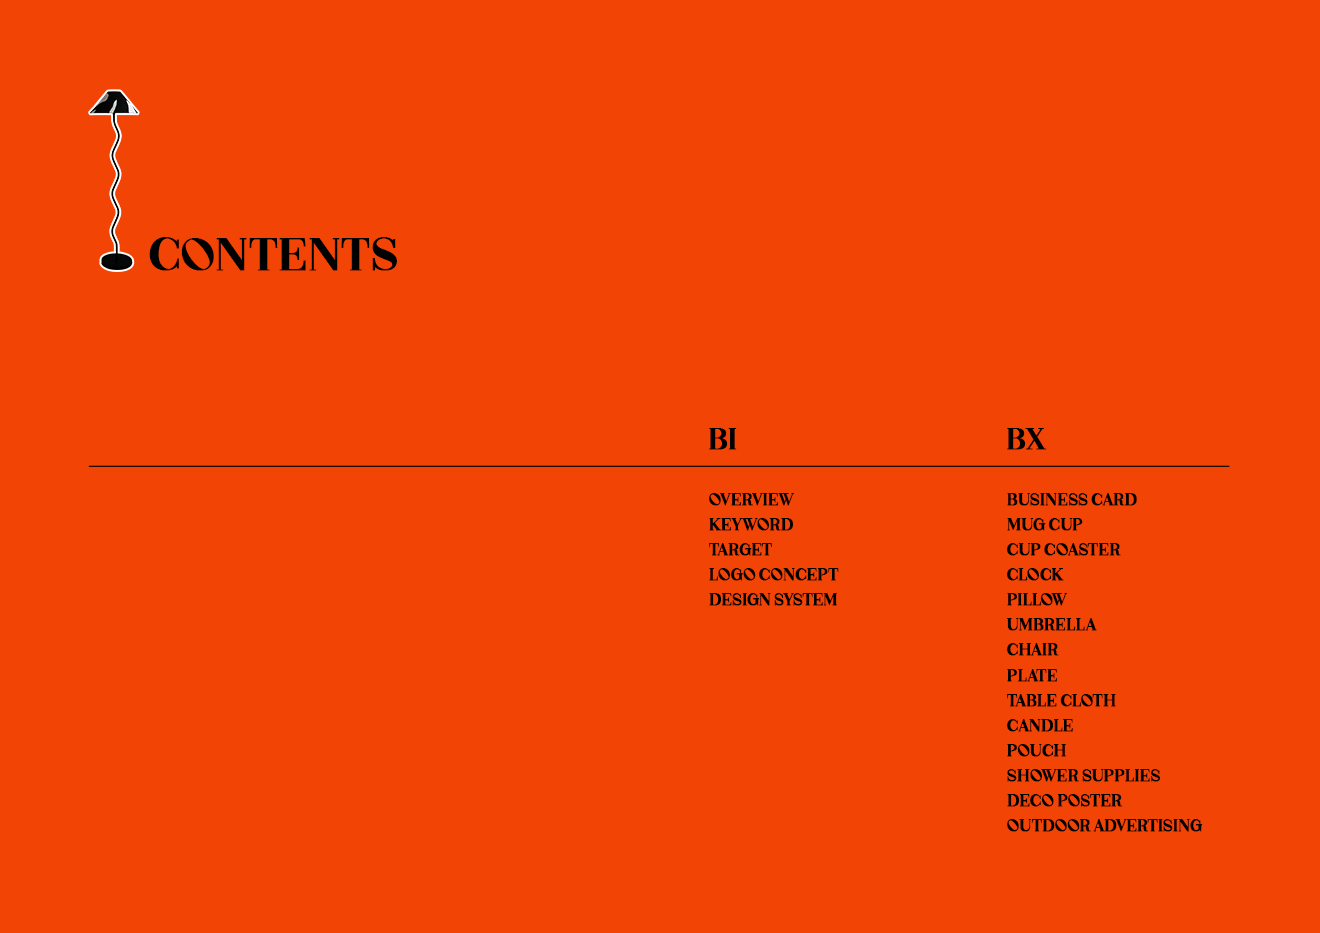 CONTENTS
BI
OVERVIEW
KEYWORD
TARGET
LOGO CONCEPT
DESIGN SYSTEM
BX
BUSINESS CARD
MUG CUP
CUP COASTER
CLOCK
PILLOW
UMBRELLA
CHAIR
PLATE
TABLE CLOTH
CANDLE
POUCH
SHOWER SUPPLIES
DECO POSTER
OUTDOOR ADVERTISING